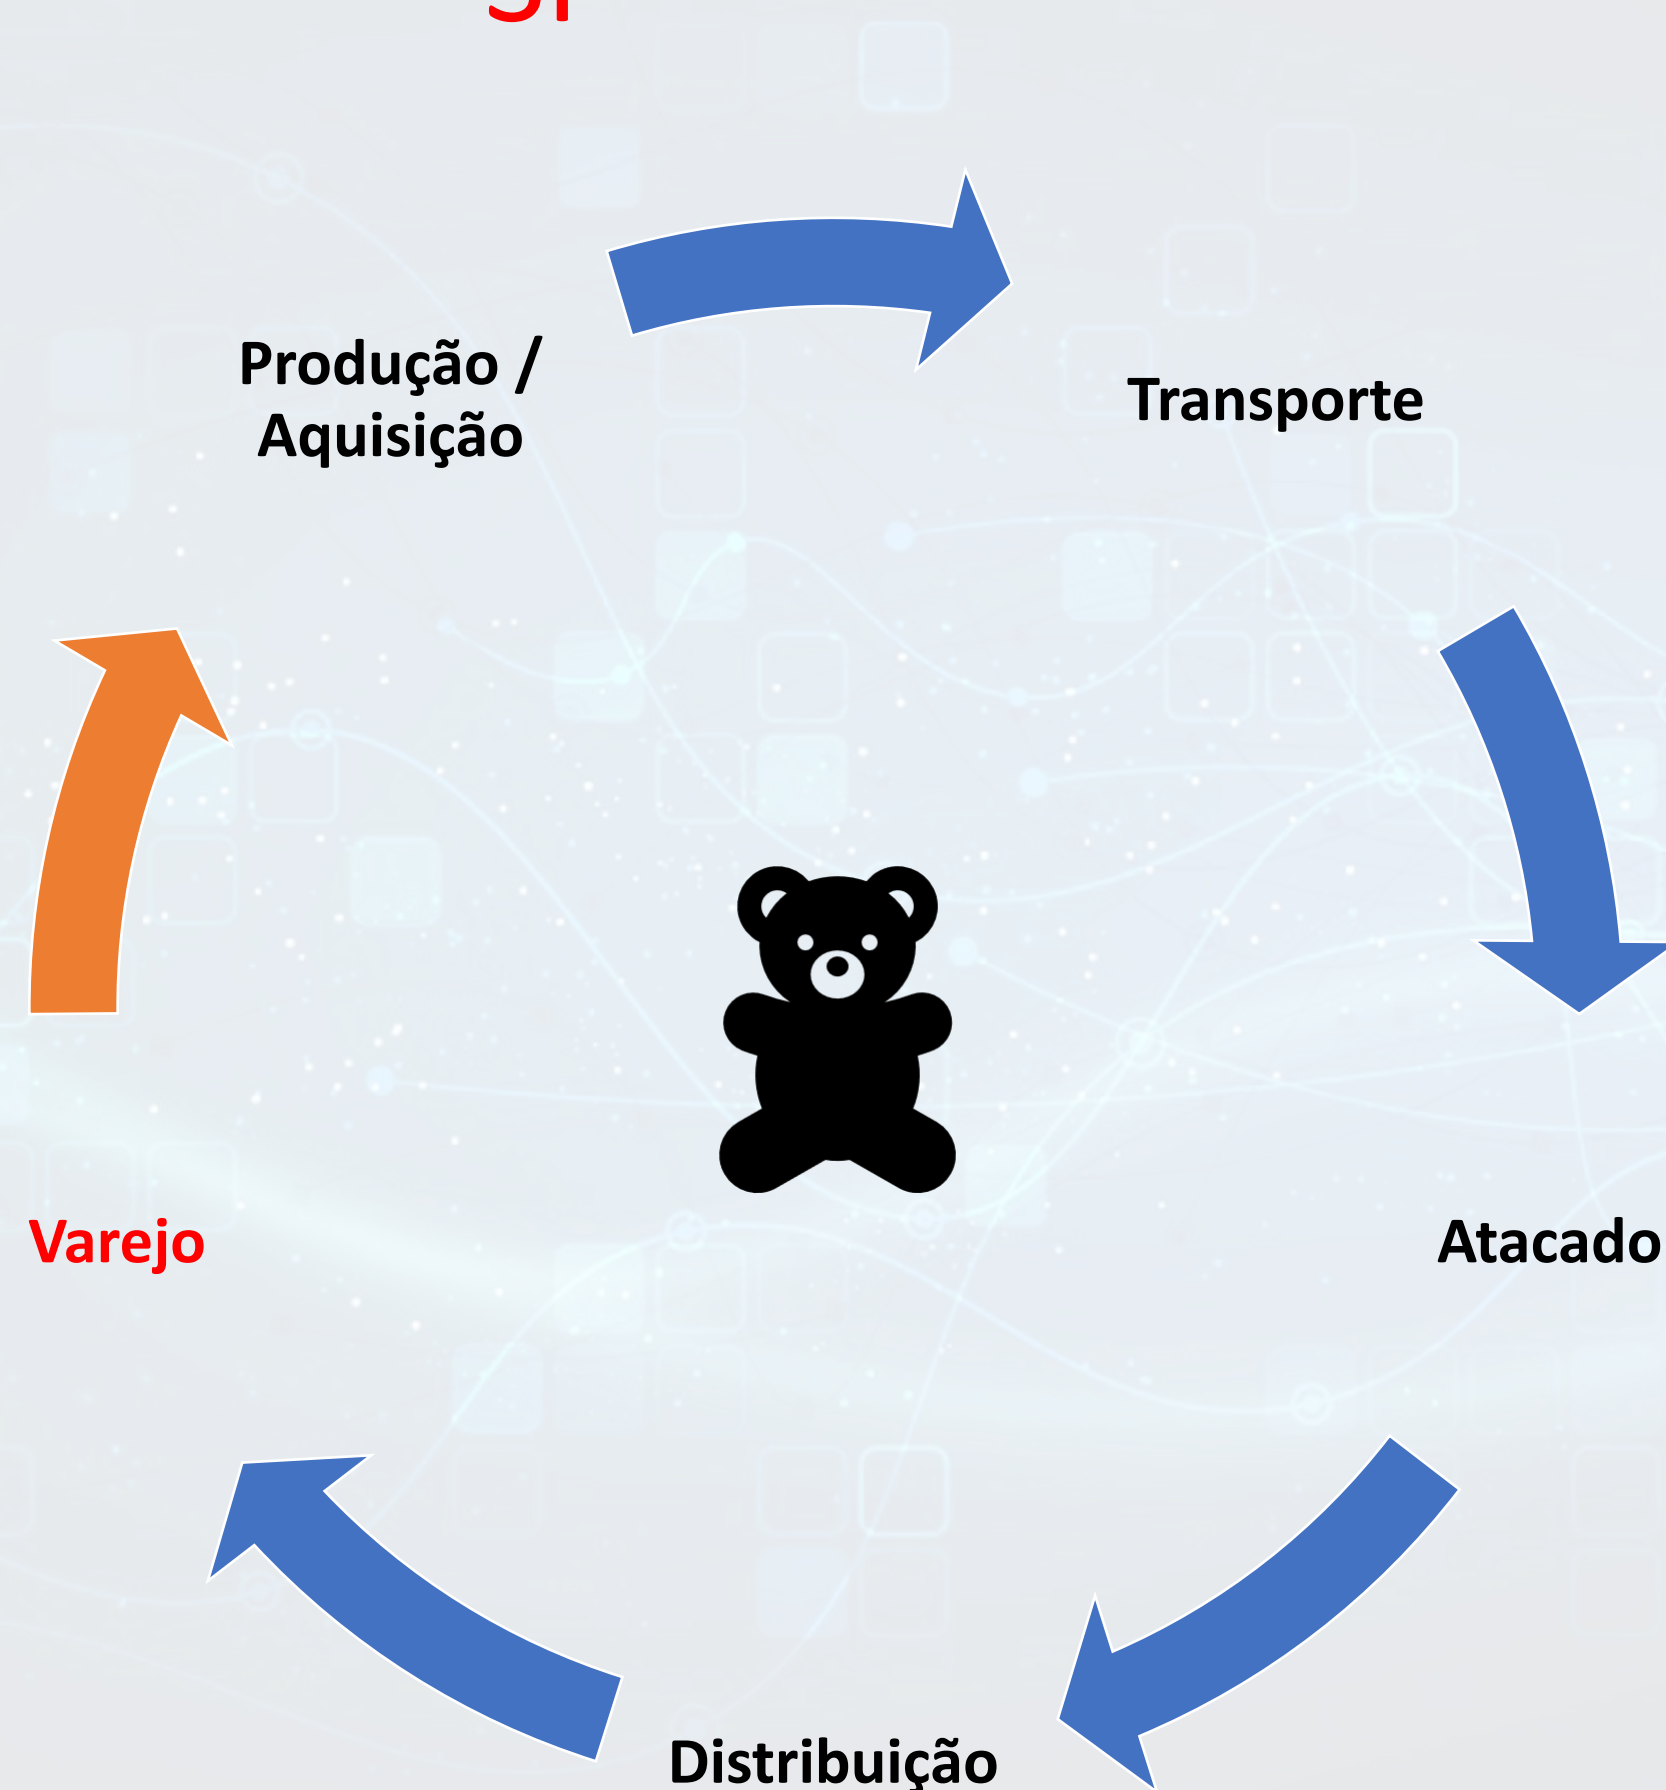 Produção /
Aquisição
Transporte
Varejo
Atacado
Distribuição